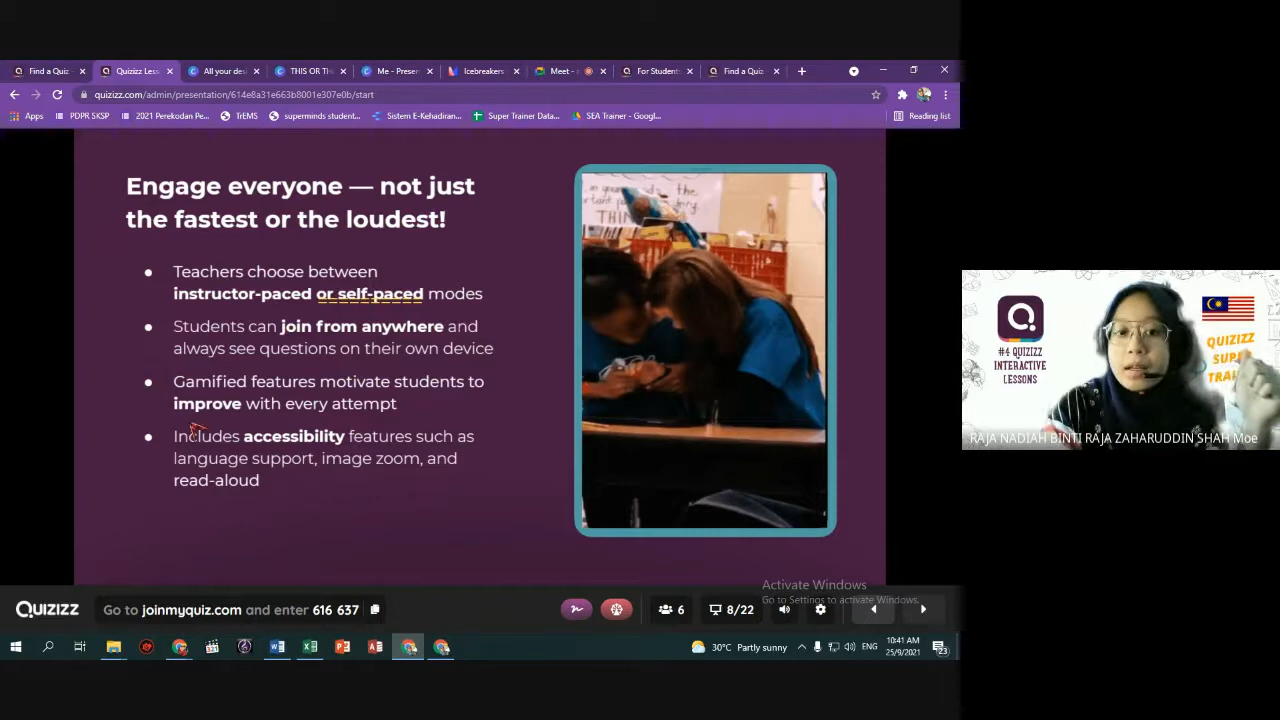 Find a Quiz
Quizizz Less
All your desi
THIS OR TH
Me - Presen
Icebreakers
Meet -
For Students
Find a Quiz
quizizz.com/admin/presentation/614e8a31e663b8001e307e0b/start
Apps
PDPR SKSP
2021 Perekodan Pe...
TrEMS
superminds student...
Sistem E-Kehadiran...
Super Trainer Data...
SEA Trainer - Googl...
Reading list
Engage everyone — not just
the fastest or the loudest!
● Teachers choose between
instructor-paced or self-paced modes
● Students can join from anywhere and
always see questions on their own device
● Gamified features motivate students to
improve with every attempt
● Includes accessibility features such as
language support, image zoom, and
read-aloud
the
THIN
Q
#4 QUIZIZZ
INTERACTIVE
LESSONS
QUIZIZZ
RAJA NADIAH BINTI RAJA ZAHARUDDIN SHAH Moe
Activate Windows
Go to Settings to activate Windows.
QUIZIZZ
Go to joinmyquiz.com and enter 616 637
6
8/22
30°C Partly sunny
ENG
10:41 AM
25/9/2021
23